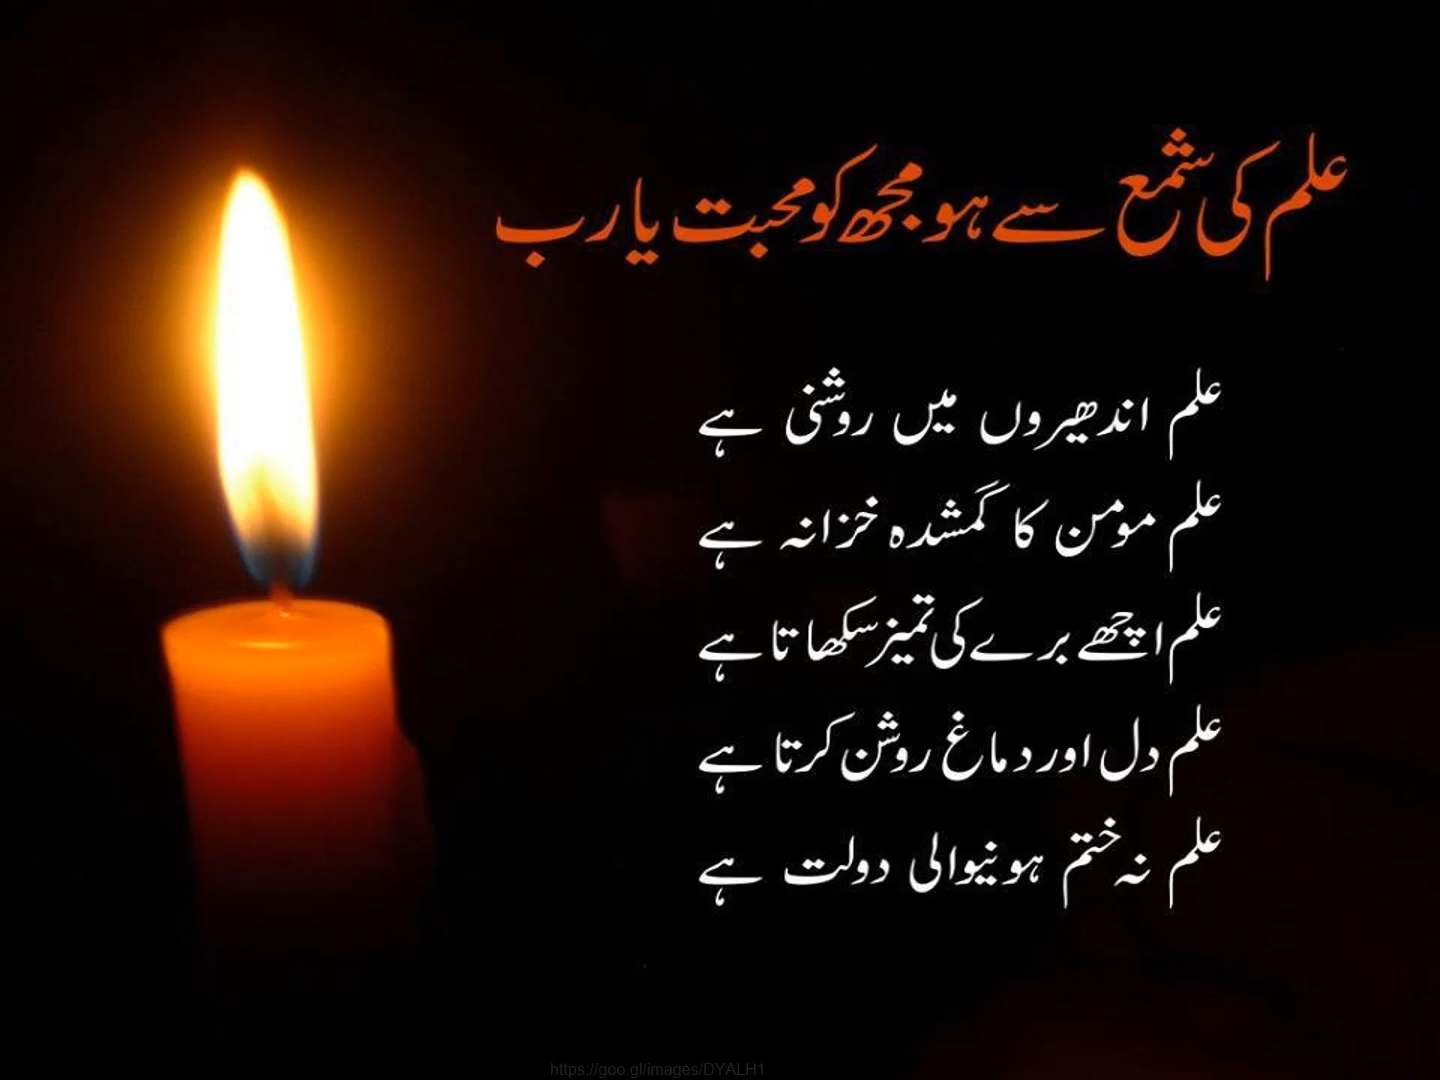 علم کی شمع سے ہو مجھ کو محبت یا رب
علم اندھیروں میں روشنی ہے
علم مومن کا گمشدہ خزانہ ہے
علم اچھے برے کی تمیز سکھاتا ہے
علم دل اور دماغ روشن کرتا ہے
علم نہ ختم ہونیوالی دولت ہے
https://goo.gl/images/DYALH1